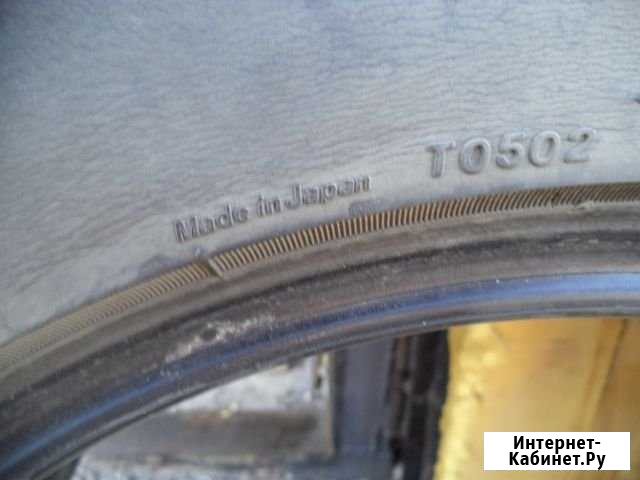 T0502
Made in Japan
Интернет-
Кабинет.Ру